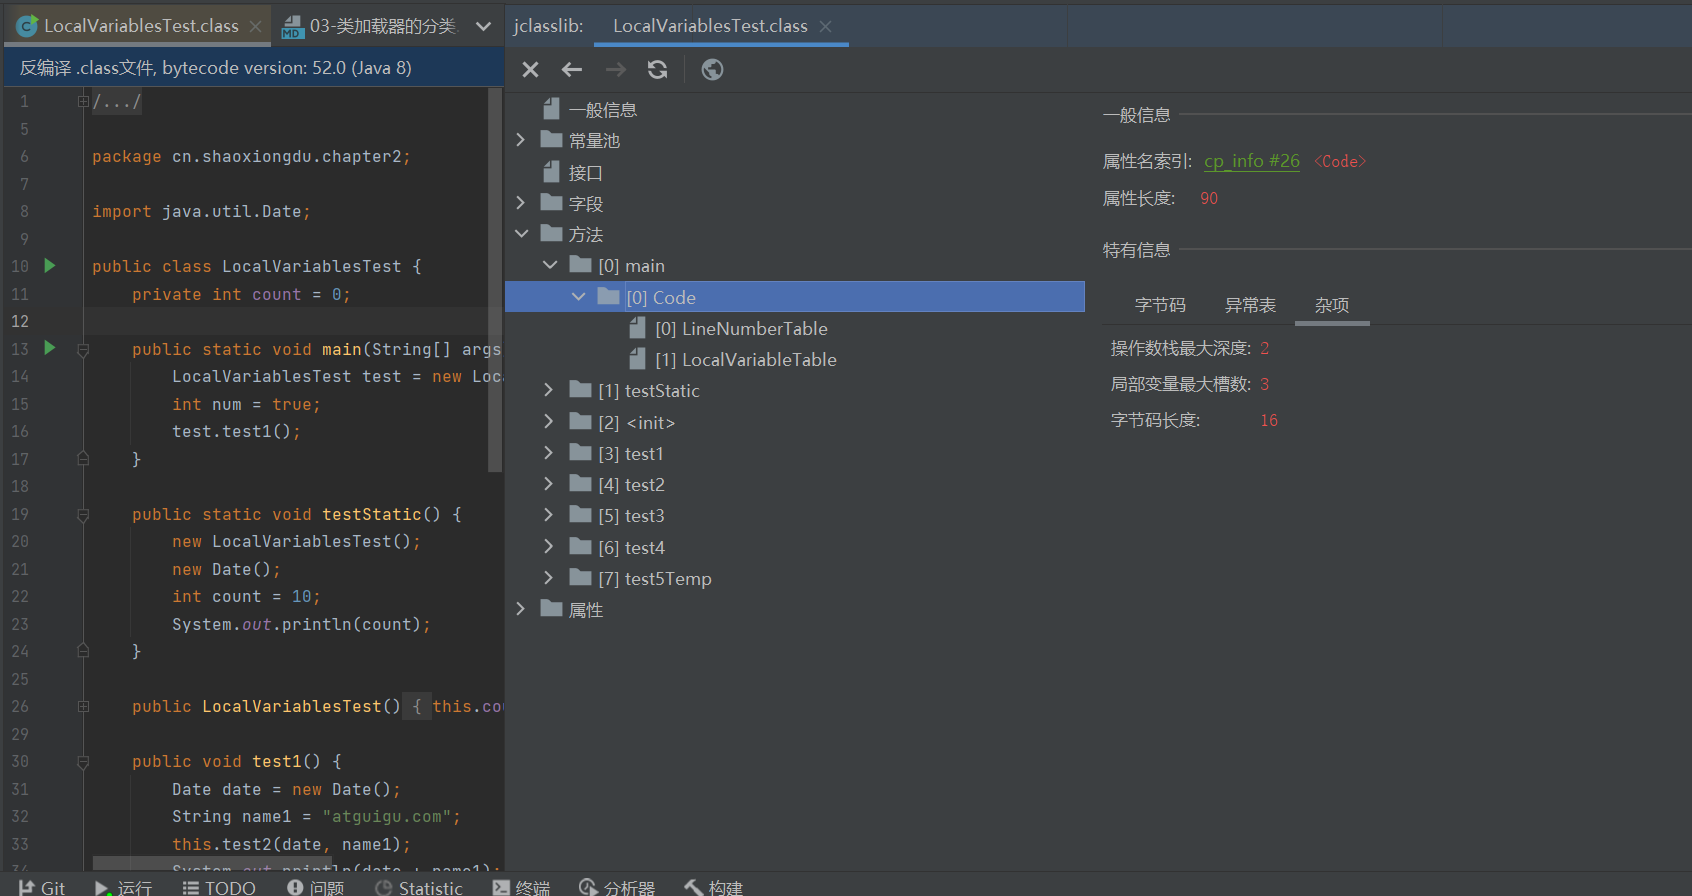 LocalVariablesTest.class
03-类加载器的分类
jclasslib:
LocalVariablesTest.class
反编译 .class文件, bytecode version: 52.0 (Java 8)
1 /.../
5
6 package cn.shaoxiongdu.chapter2;
7
8 import java.util.Date;
9
10 public class LocalVariablesTest {
11 private int count = 0;
12
13 public static void main(String[] args
14 LocalVariablesTest test = new Loc
15 int num = true;
16 test.test1();
17 }
18
19 public static void testStatic() {
20 new LocalVariablesTest();
21 new Date();
22 int count = 10;
23 System.out.println(count);
24 }
25
26 public LocalVariablesTest() { this.cou
29
30 public void test1() {
31 Date date = new Date();
32 String name1 = "atguigu.com";
33 this.test2(date, name1);
34 System.out.println(date + name1);
一般信息
常量池
接口
字段
方法
[0] main
[0] Code
[0] LineNumberTable
[1] LocalVariableTable
[1] testStatic
[2] <init>
[3] test1
[4] test2
[5] test3
[6] test4
[7] test5Temp
属性
一般信息
属性名索引: cp_info #26 <Code>
属性长度: 90
特有信息
字节码 异常表 杂项
操作数栈最大深度: 2
局部变量最大槽数: 3
字节码长度: 16
Git 运行 TODO 问题 Statistic 终端 分析器 构建